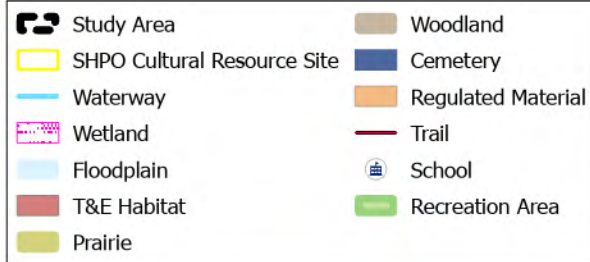 Study Area
SHPO Cultural Resource Site
Waterway
Wetland
Floodplain
T&E Habitat
Prairie
Woodland
Cemetery
Regulated Material
Trail
School
Recreation Area